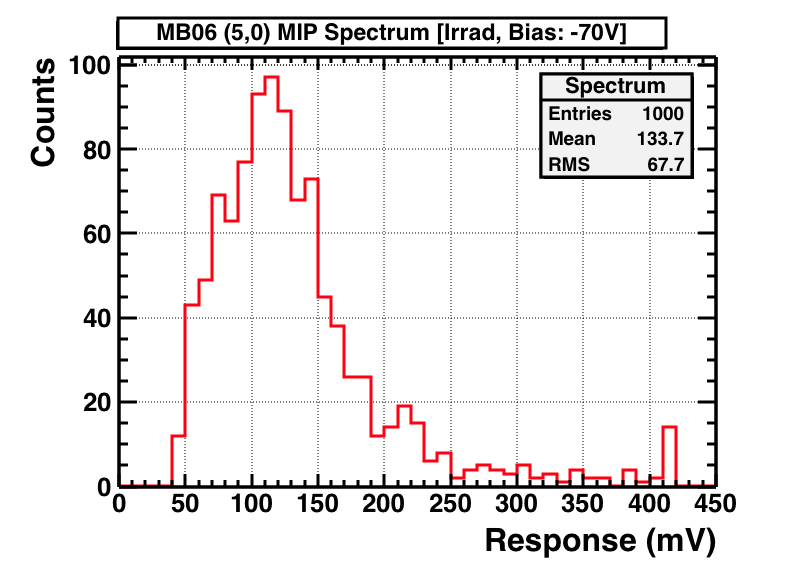 MB06 (5,0) MIP Spectrum [Irrad, Bias: -70V]
Counts
100
80
60
40
20
0
Spectrum
Entries 1000
Mean 133.7
RMS 67.7
0 50 100 150 200 250 300 350 400 450
Response (mV)